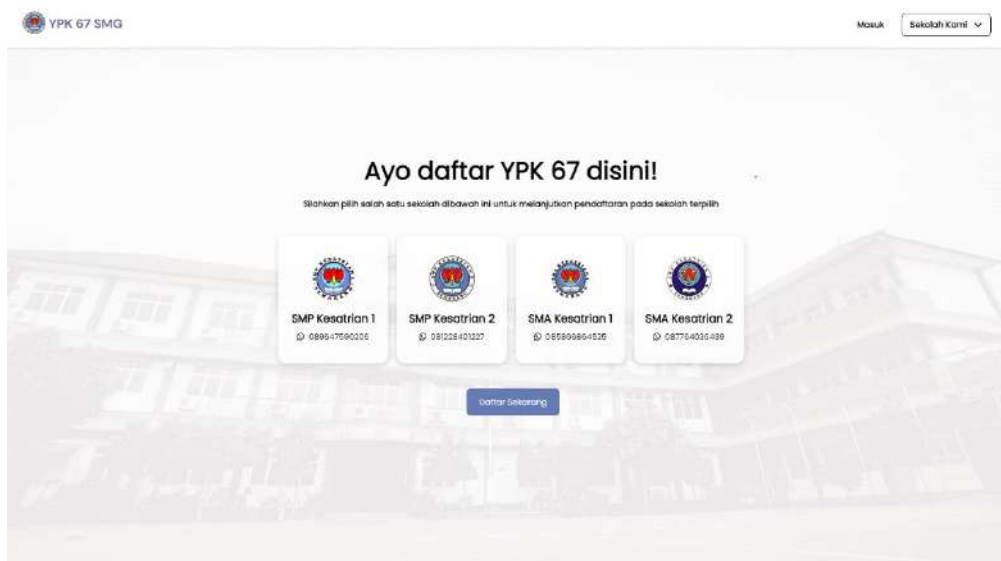 YPK 67 SMG
Masuk
Sekolah Kami
Ayo daftar YPK 67 disini!
Silahkan pilih salah satu sekolah dibawah ini untuk melanjutkan pendaftaran pada sekolah terpilih
SMP Kesatrian 1
SMP Kesatrian 2
SMA Kesatrian 1
SMA Kesatrian 2
081228401227
Daftar Sekarang